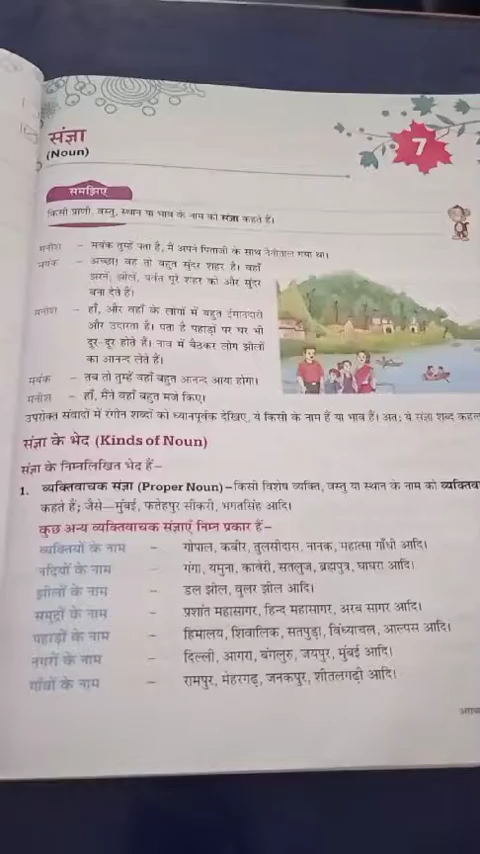 संज्ञा
(Noun)
7
समझिए
किसी प्राणी, वस्तु, स्थान या भाव के नाम को संज्ञा कहते हैं।
मनोश – मयंक तुम्हें पता है, मैं अपने पिताजी के साथ नैनीताल गया था।
मयंक – अच्छा! वह तो बहुत सुंदर शहर है। वहाँ
झरने, झीलें, पर्वत पूरे शहर को और सुंदर
बना देते हैं।
मनोश – हाँ, और वहाँ के लोगों में बहुत ईमानदारी
और उदारता है। पता है पहाड़ों पर घर भी
दूर-दूर होते हैं। नाव में बैठकर लोग झीलों
का आनन्द लेते हैं।
मयंक – तब तो तुम्हें वहाँ बहुत आनन्द आया होगा।
मनोश – हाँ, मैंने वहाँ बहुत मजे किए।
उपरोक्त संवादों में रंगीन शब्दों को ध्यानपूर्वक देखिए, ये किसी के नाम हैं या भाव हैं। अतः ये संज्ञा शब्द कहल
संज्ञा के भेद (Kinds of Noun)
संज्ञा के निम्नलिखित भेद हैं–
1. व्यक्तिवाचक संज्ञा (Proper Noun)–किसी विशेष व्यक्ति, वस्तु या स्थान के नाम को व्यक्तिव
कहते हैं; जैसे–मुंबई, फतेहपुर सीकरी, भगतसिंह आदि।
कुछ अन्य व्यक्तिवाचक संज्ञाएँ निम्न प्रकार हैं–
व्यक्तियों के नाम – गोपाल, कबीर, तुलसीदास, नानक, महात्मा गाँधी आदि।
नदियों के नाम – गंगा, यमुना, कावेरी, सतलुज, ब्रह्मपुत्र, घाघरा आदि।
झीलों के नाम – डल झील, वुलर झील आदि।
समुद्रों के नाम – प्रशांत महासागर, हिन्द महासागर, अरब सागर आदि।
पहाड़ों के नाम – हिमालय, शिवालिक, सतपुड़ा, विंध्याचल, आल्पस आदि।
नगरों के नाम – दिल्ली, आगरा, बंगलुरु, जयपुर, मुंबई आदि।
गाँवों के नाम – रामपुर, मेहरगढ़, जनकपुर, शीतलगढ़ी आदि।